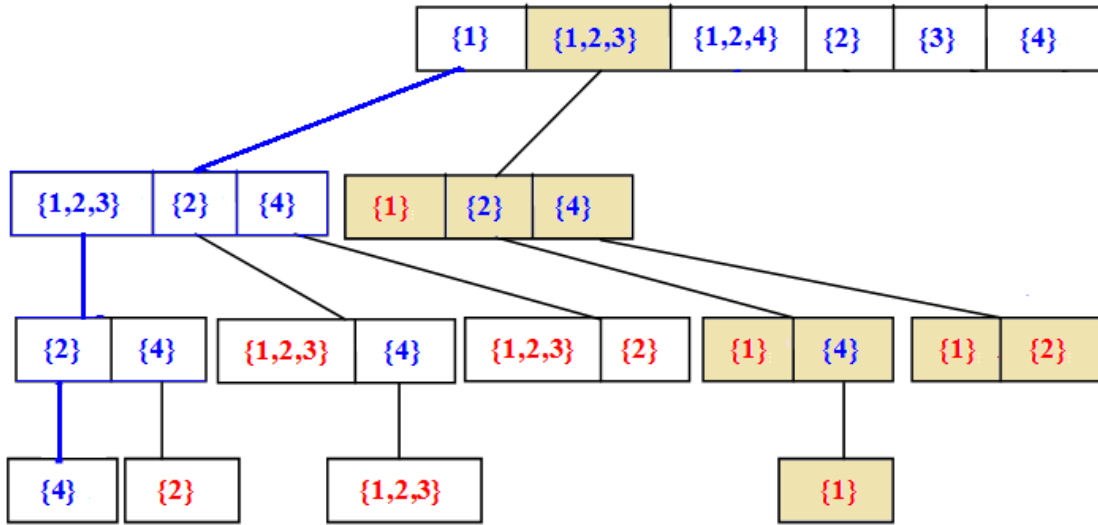 {1} {1,2,3} {1,2,4} {2} {3} {4}
{1,2,3} {2} {4} {1} {2} {4}
{2} {4} {1,2,3} {4} {1,2,3} {2} {1} {4} {1} {2}
{4} {2} {1,2,3} {1}